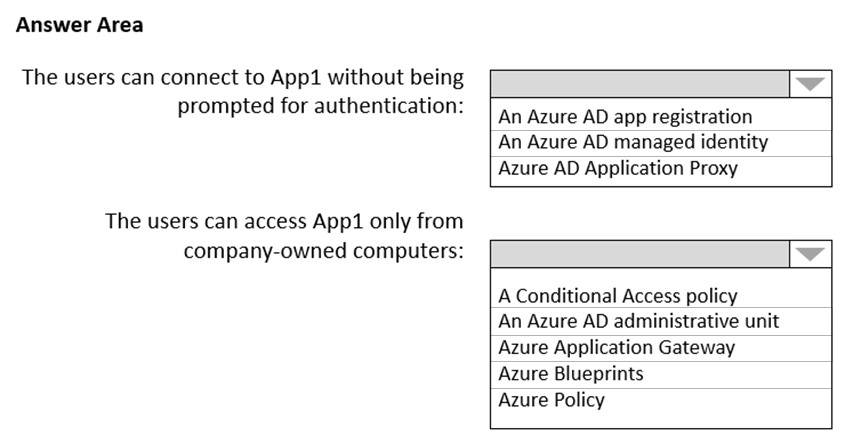 Answer Area
The users can connect to App1 without being
prompted for authentication:
An Azure AD app registration
An Azure AD managed identity
Azure AD Application Proxy
The users can access App1 only from
company-owned computers:
A Conditional Access policy
An Azure AD administrative unit
Azure Application Gateway
Azure Blueprints
Azure Policy